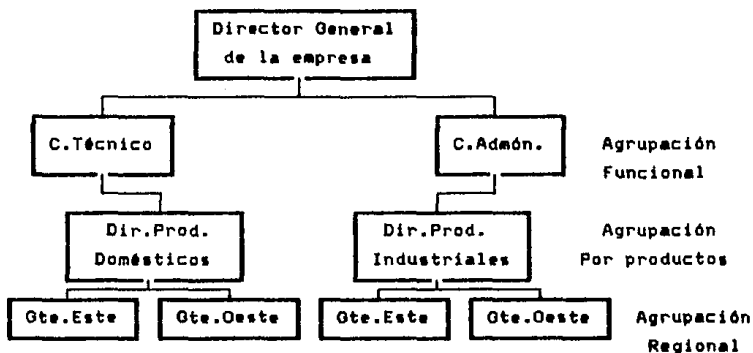 Director General
de la empresa
C.Técnico
C.Admón.
Agrupación
Funcional
Dir.Prod.
Domésticos
Dir.Prod.
Industriales
Agrupación
Por productos
Gte.Este
Gte.Oeste
Gte.Este
Gte.Oeste
Agrupación
Regional